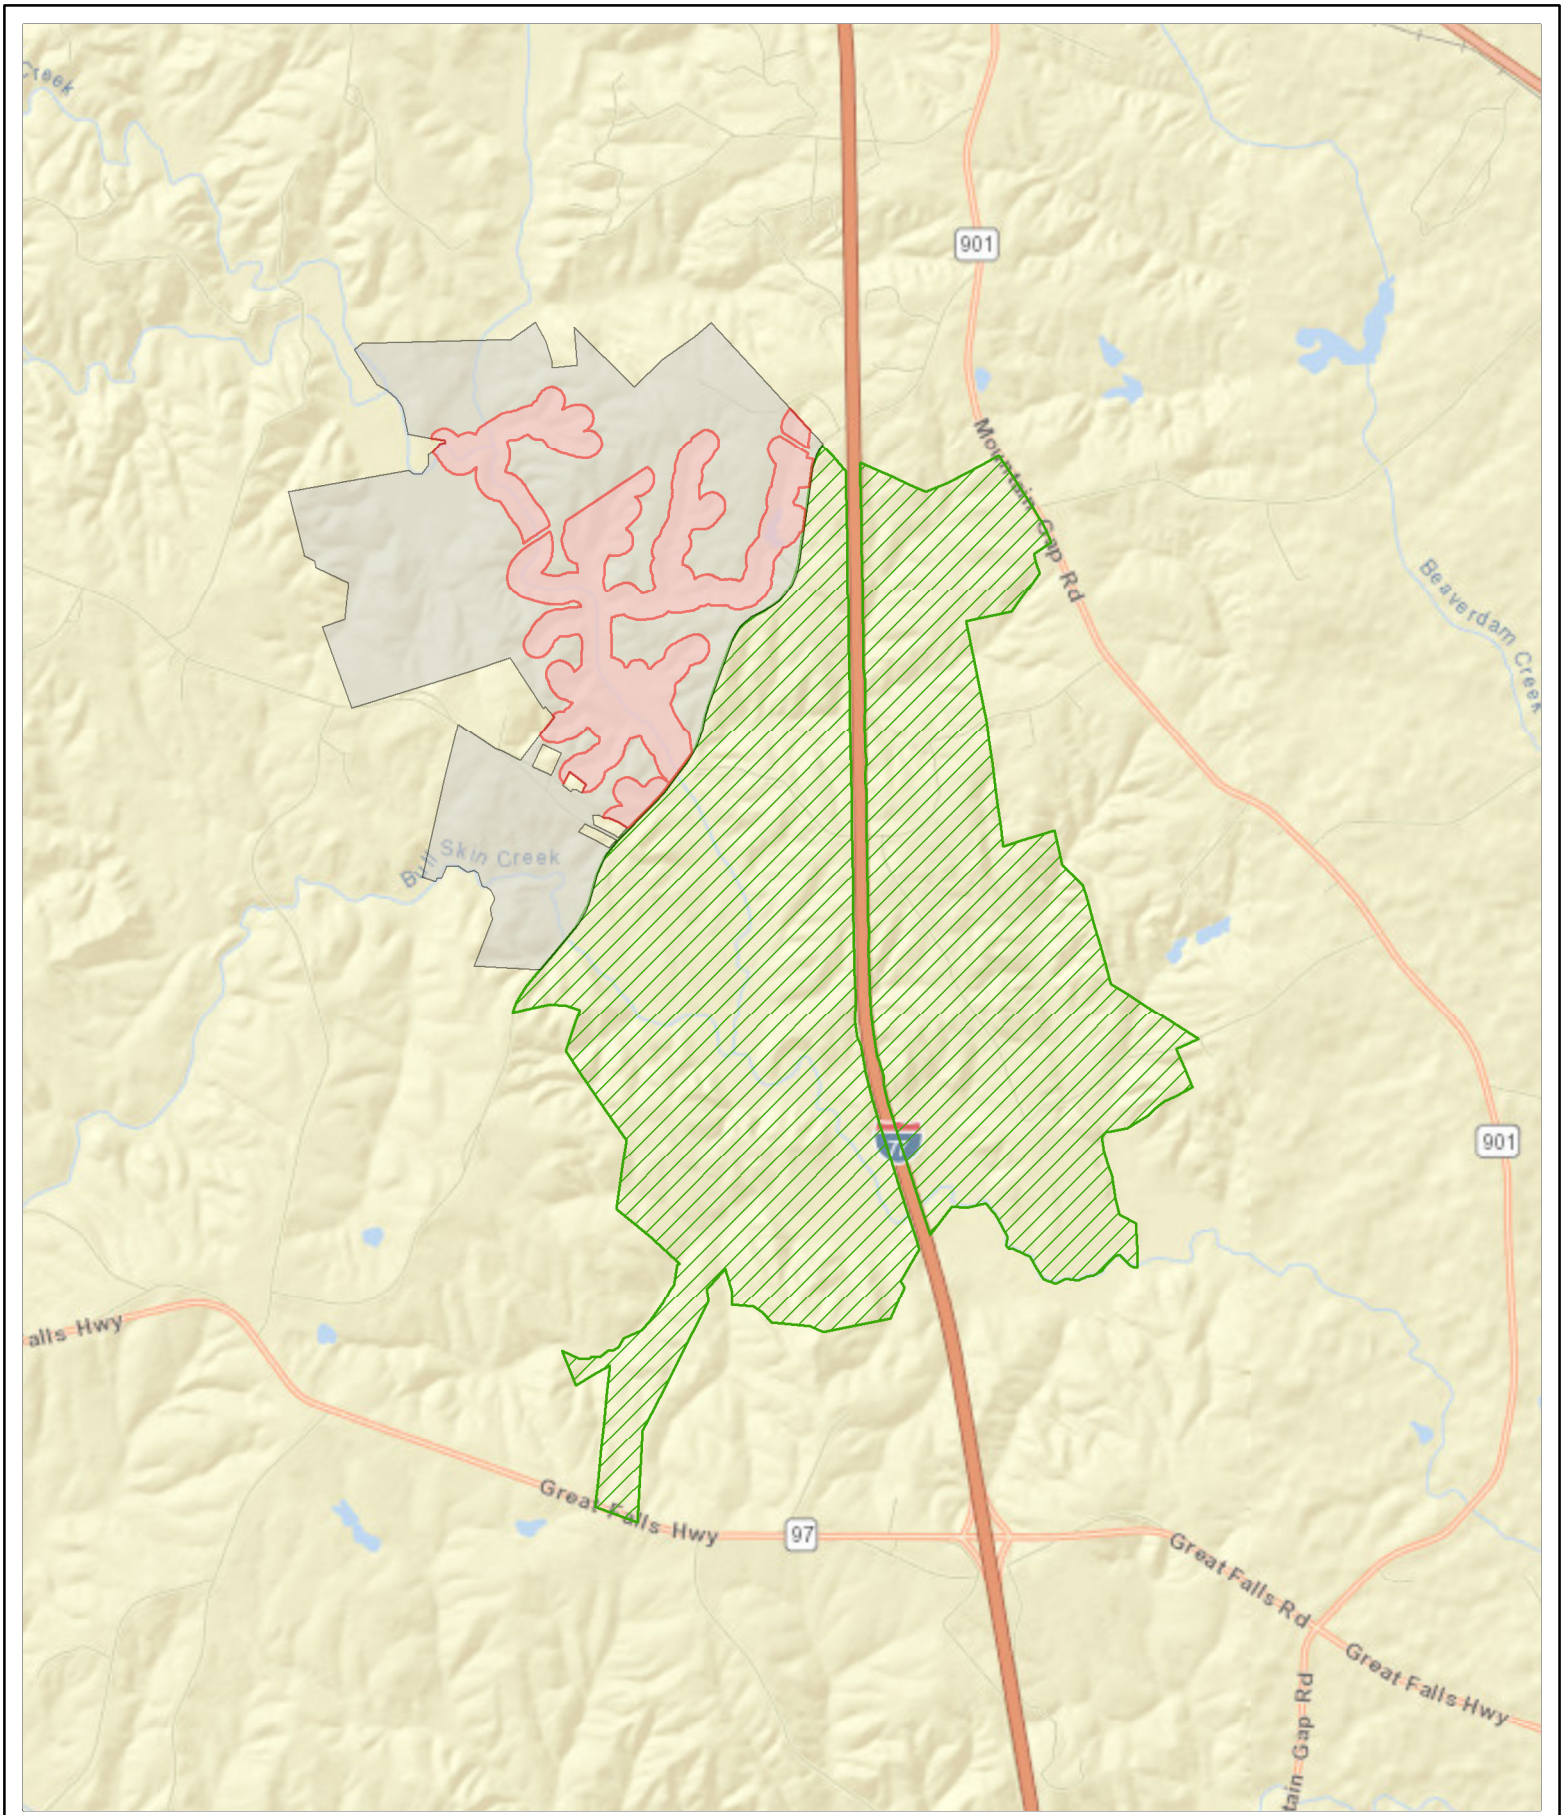 Creek
901
Mountain Gap Rd
Beaverdam Creek
Bull Skin Creek
901
alls Hwy
Great Falls Hwy
97
Great Falls Rd
Great Falls Hwy
tain Gap Rd